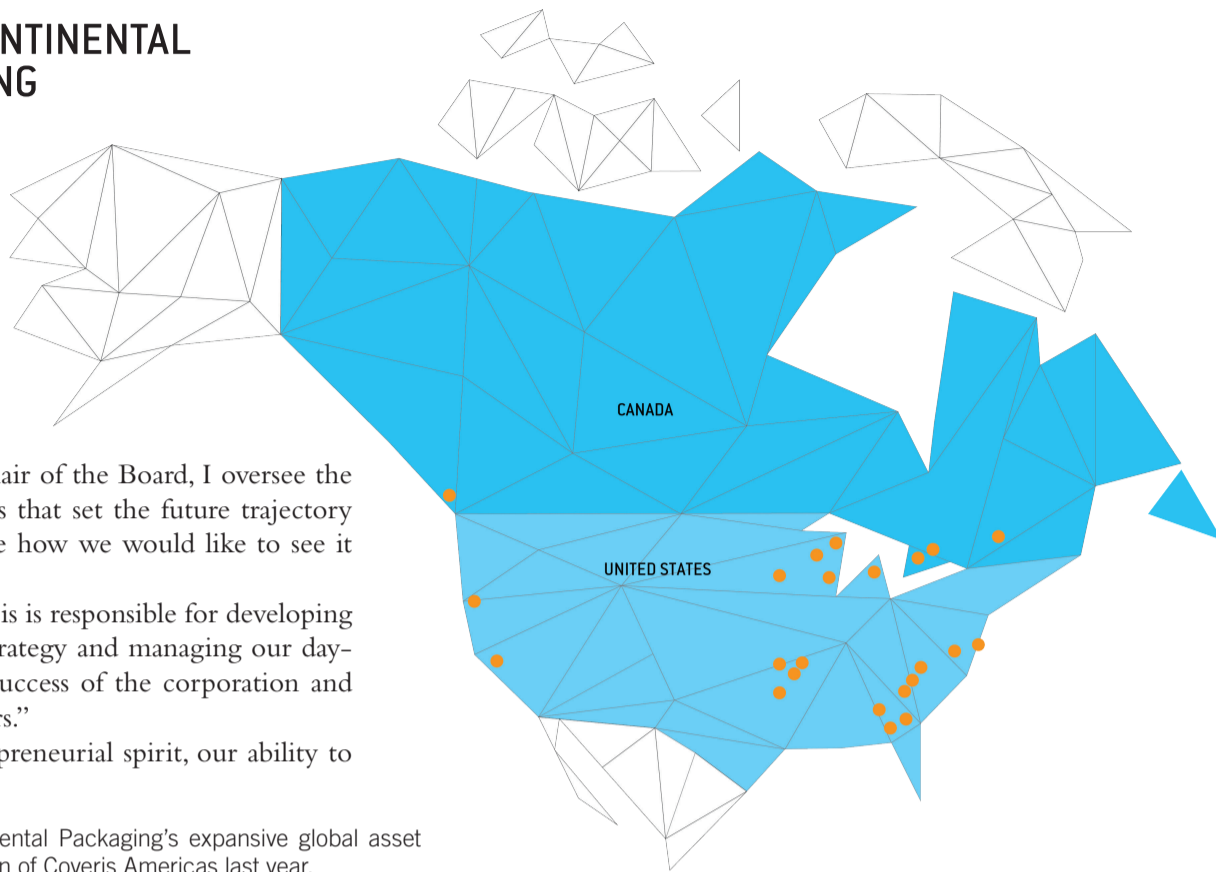 NTINENTAL
NG
CANADA
UNITED STATES
air of the Board, I oversee the
s that set the future trajectory
e how we would like to see it
is is responsible for developing
rategy and managing our day-
uccess of the corporation and
rs.”
preneurial spirit, our ability to
ental Packaging’s expansive global asset
n of Coveris Americas last year.